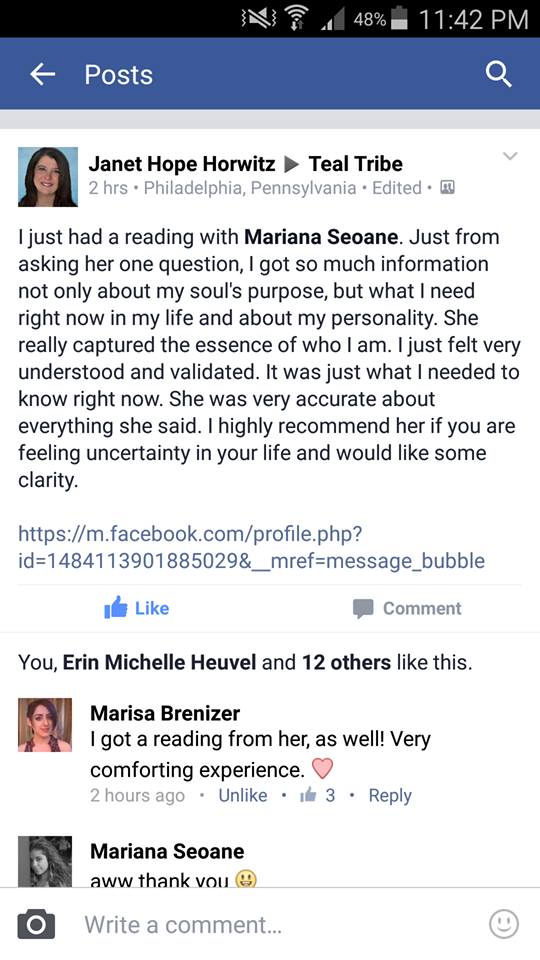 48% 11:42 PM
Posts
Janet Hope Horwitz ▶ Teal Tribe
2 hrs • Philadelphia, Pennsylvania • Edited •
I just had a reading with Mariana Seoane. Just from
asking her one question, I got so much information
not only about my soul's purpose, but what I need
right now in my life and about my personality. She
really captured the essence of who I am. I just felt very
understood and validated. It was just what I needed to
know right now. She was very accurate about
everything she said. I highly recommend her if you are
feeling uncertainty in your life and would like some
clarity.
https://m.facebook.com/profile.php?
id=1484113901885029&__mref=message_bubble
Like Comment
You, Erin Michelle Heuvel and 12 others like this.
Marisa Brenizer
I got a reading from her, as well! Very
comforting experience.
2 hours ago • Unlike • 3 • Reply
Mariana Seoane
aww thank you 😃
Write a comment...